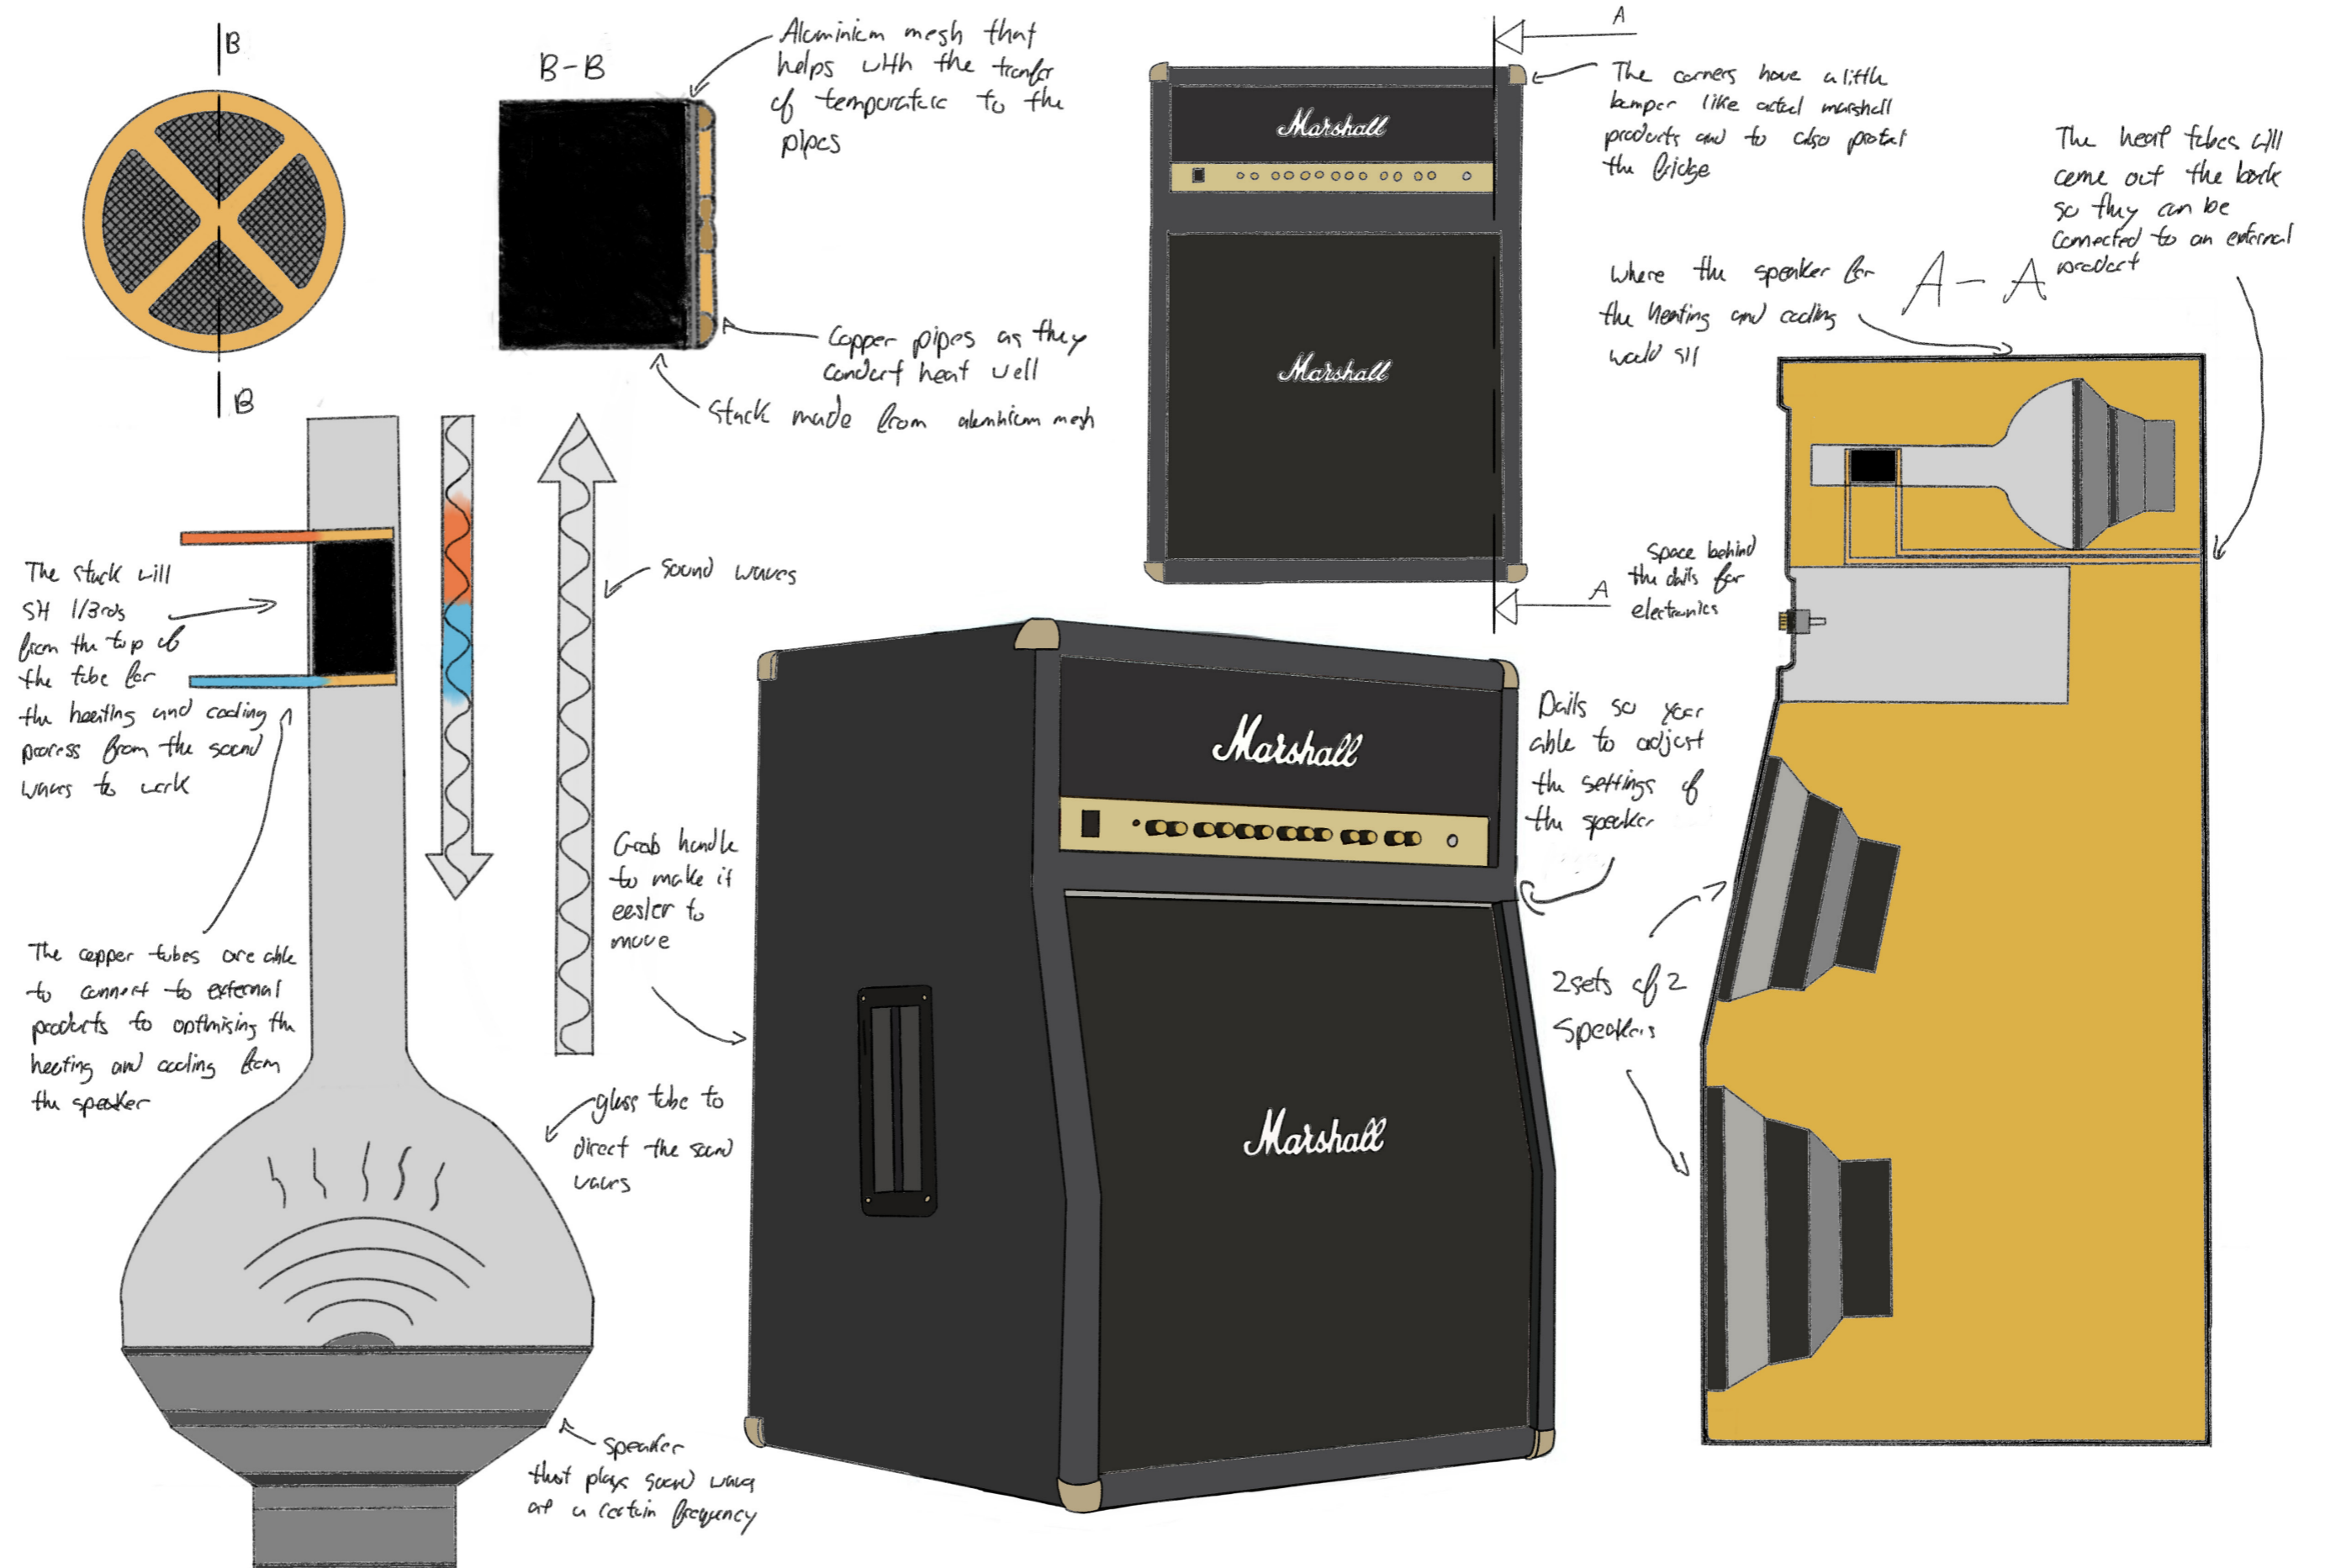 B
B
B-B
Aluminium mesh that
helps with the tranfer
of temperature to the
pipes
Copper pipes as they
conduct heat well
Stack made from aluminium mesh
A
A
The corners have a little
bumper like actual marshall
products and to also protect
the fridge
Marshall
Marshall
The heat tubes will
come out the back
so they can be
connected to an external
product
where the speaker for
the heating and cooling
would sit
A-A
Space behind
the dails for
electronics
The stack will
sit 1/3rds
from the top of
the tube for
the heating and cooling
process from the sound
waves to work
sound waves
The copper tubes are able
to connect to external
products to optimising the
heating and cooling from
the speaker
Grab handle
to make it
easier to
move
glass tube to
direct the sound
waves
speaker
that plays sound waves
at a certain frequency
Marshall
Marshall
Dails so your
able to adjust
the settings of
the speaker
2 sets of 2
Speakers